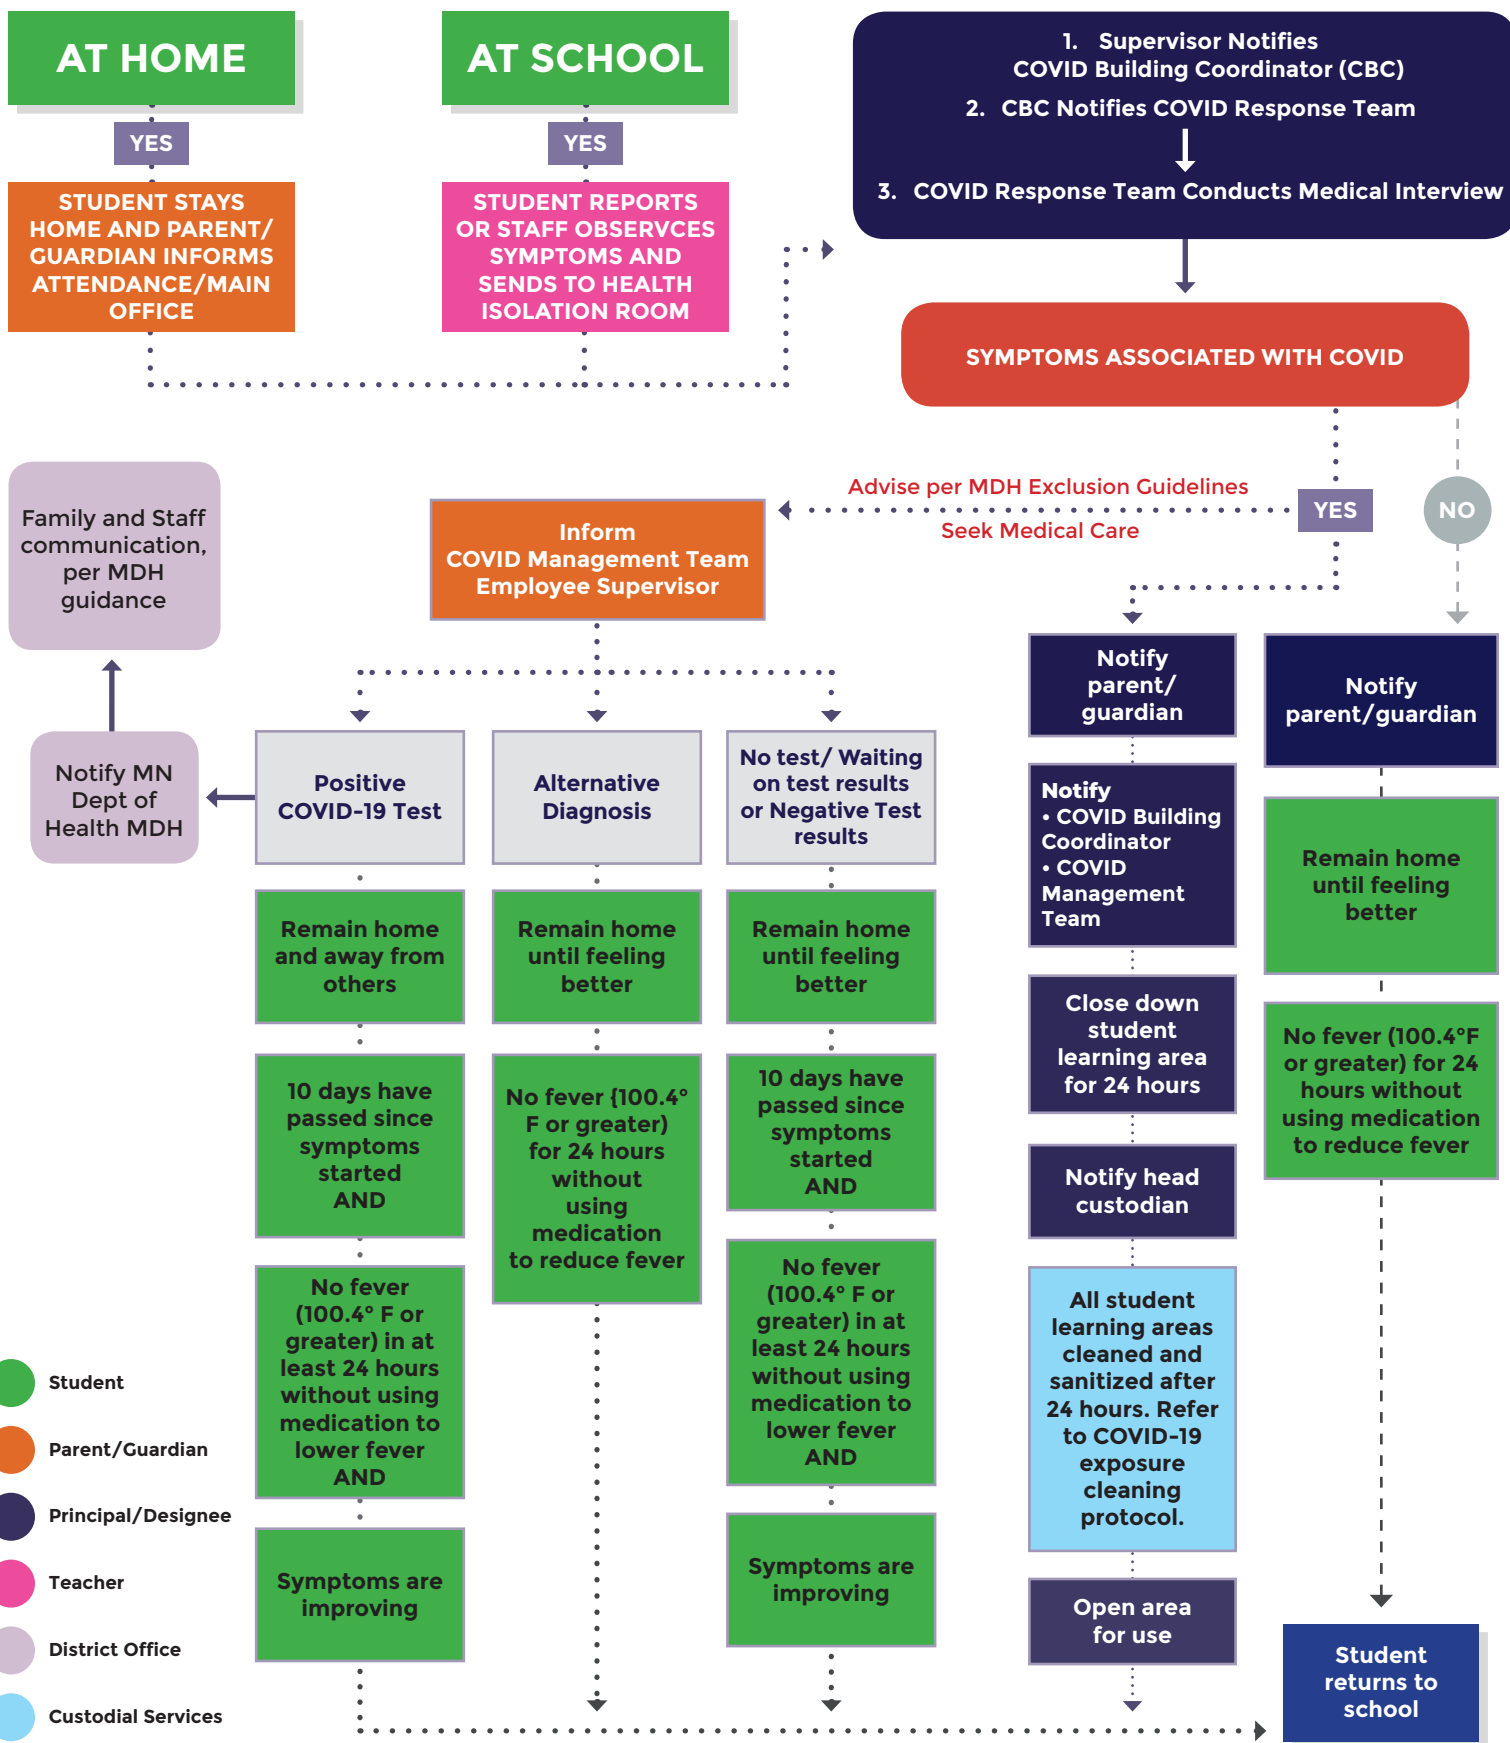 AT HOME
YES
STUDENT STAYS
HOME AND PARENT/
GUARDIAN INFORMS
ATTENDANCE/MAIN
OFFICE
AT SCHOOL
YES
STUDENT REPORTS
OR STAFF OBSERVCES
SYMPTOMS AND
SENDS TO HEALTH
ISOLATION ROOM
1. Supervisor Notifies
COVID Building Coordinator (CBC)
2. CBC Notifies COVID Response Team
3. COVID Response Team Conducts Medical Interview
SYMPTOMS ASSOCIATED WITH COVID
YES
NO
Advise per MDH Exclusion Guidelines
Seek Medical Care
Inform
COVID Management Team
Employee Supervisor
Family and Staff
communication,
per MDH
guidance
Notify MN
Dept of
Health MDH
Positive
COVID-19 Test
Remain home
and away from
others
10 days have
passed since
symptoms
started
AND
No fever
(100.4° F or
greater) in at
least 24 hours
without using
medication to
lower fever
AND
Symptoms are
improving
Alternative
Diagnosis
Remain home
until feeling
better
No fever {100.4°
F or greater)
for 24 hours
without
using
medication
to reduce fever
No test/ Waiting
on test results
or Negative Test
results
Remain home
until feeling
better
10 days have
passed since
symptoms
started
AND
No fever
(100.4° F or
greater) in at
least 24 hours
without using
medication to
lower fever
AND
Symptoms are
improving
Notify
parent/
guardian
Notify
• COVID Building
Coordinator
• COVID
Management
Team
Close down
student
learning area
for 24 hours
Notify head
custodian
All student
learning areas
cleaned and
sanitized after
24 hours. Refer
to COVID-19
exposure
cleaning
protocol.
Open area
for use
Notify
parent/guardian
Remain home
until feeling
better
No fever (100.4°F
or greater) for 24
hours without
using medication
to reduce fever
Student
returns to
school
Student
Parent/Guardian
Principal/Designee
Teacher
District Office
Custodial Services